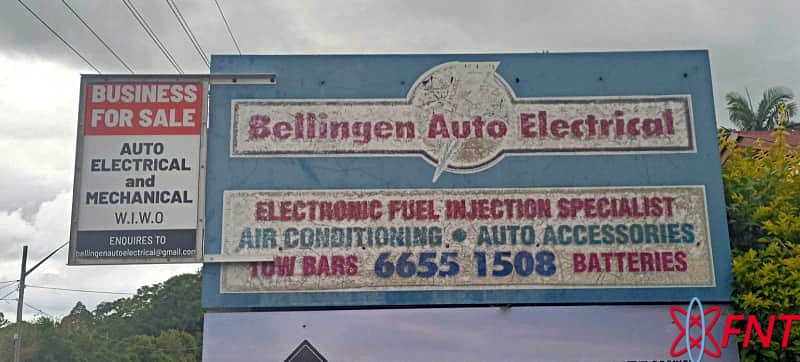 BUSINESS
FOR SALE
AUTO
ELECTRICAL
and
MECHANICAL
W.I.W.O
ENQUIRES TO
bellingenautoelectrical@gmail.com
Bellingen Auto Electrical
ELECTRONIC FUEL INJECTION SPECIALIST
AIR CONDITIONING • AUTO ACCESSORIES
TOW BARS 6655 1508 BATTERIES
FNT